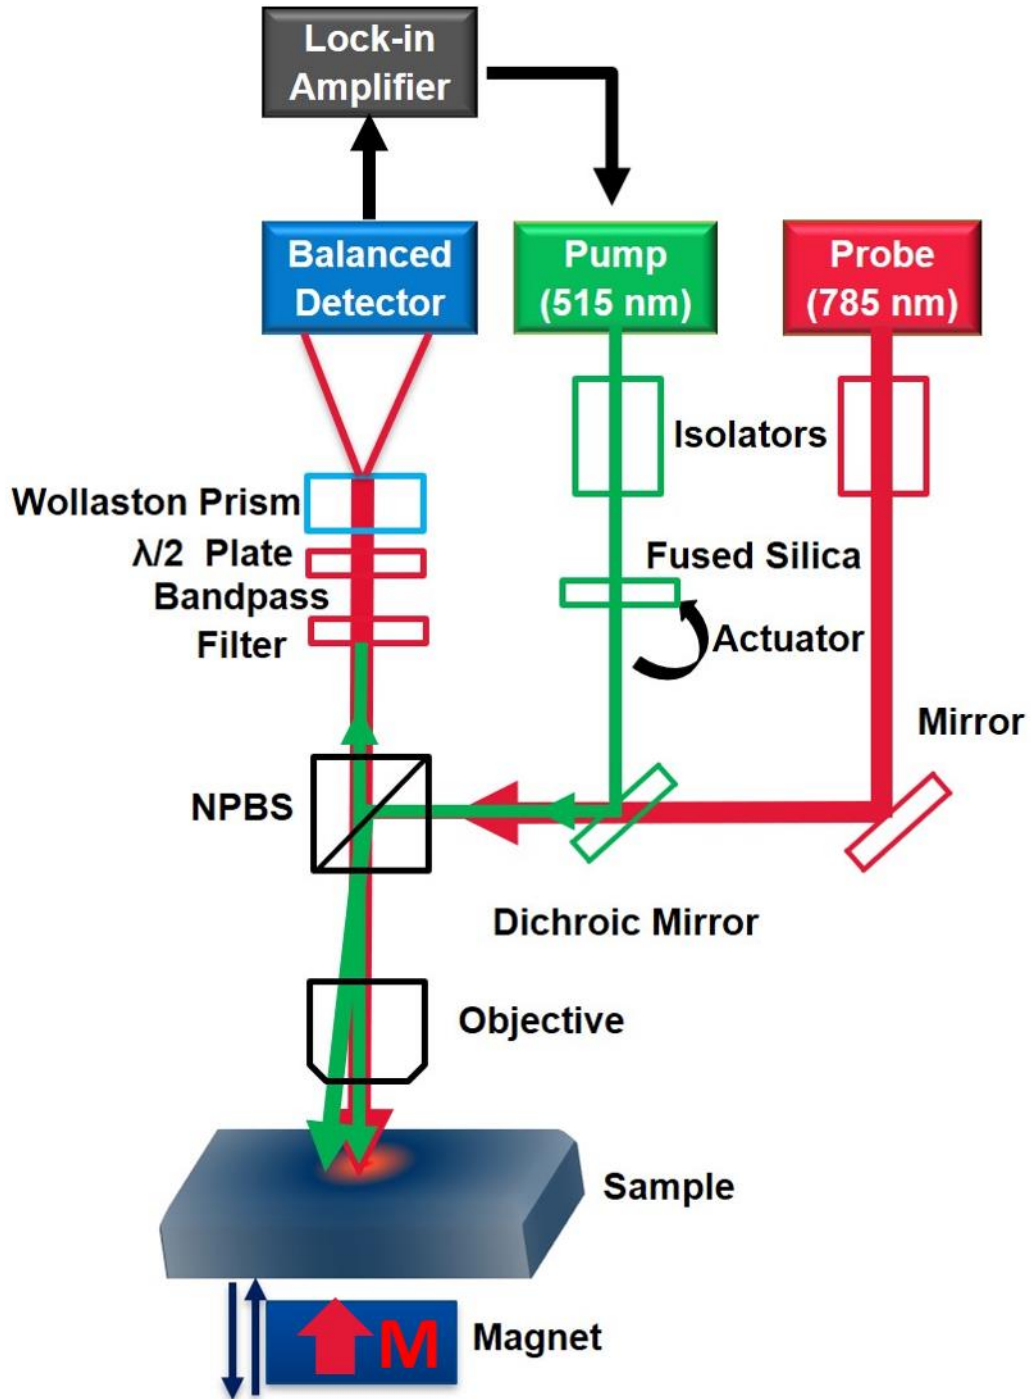 Lock-in
Amplifier
Balanced
Detector
Pump
(515 nm)
Probe
(785 nm)
Isolators
Wollaston Prism
λ/2 Plate
Bandpass
Filter
Fused Silica
Actuator
Mirror
NPBS
Dichroic Mirror
Objective
Sample
M
Magnet